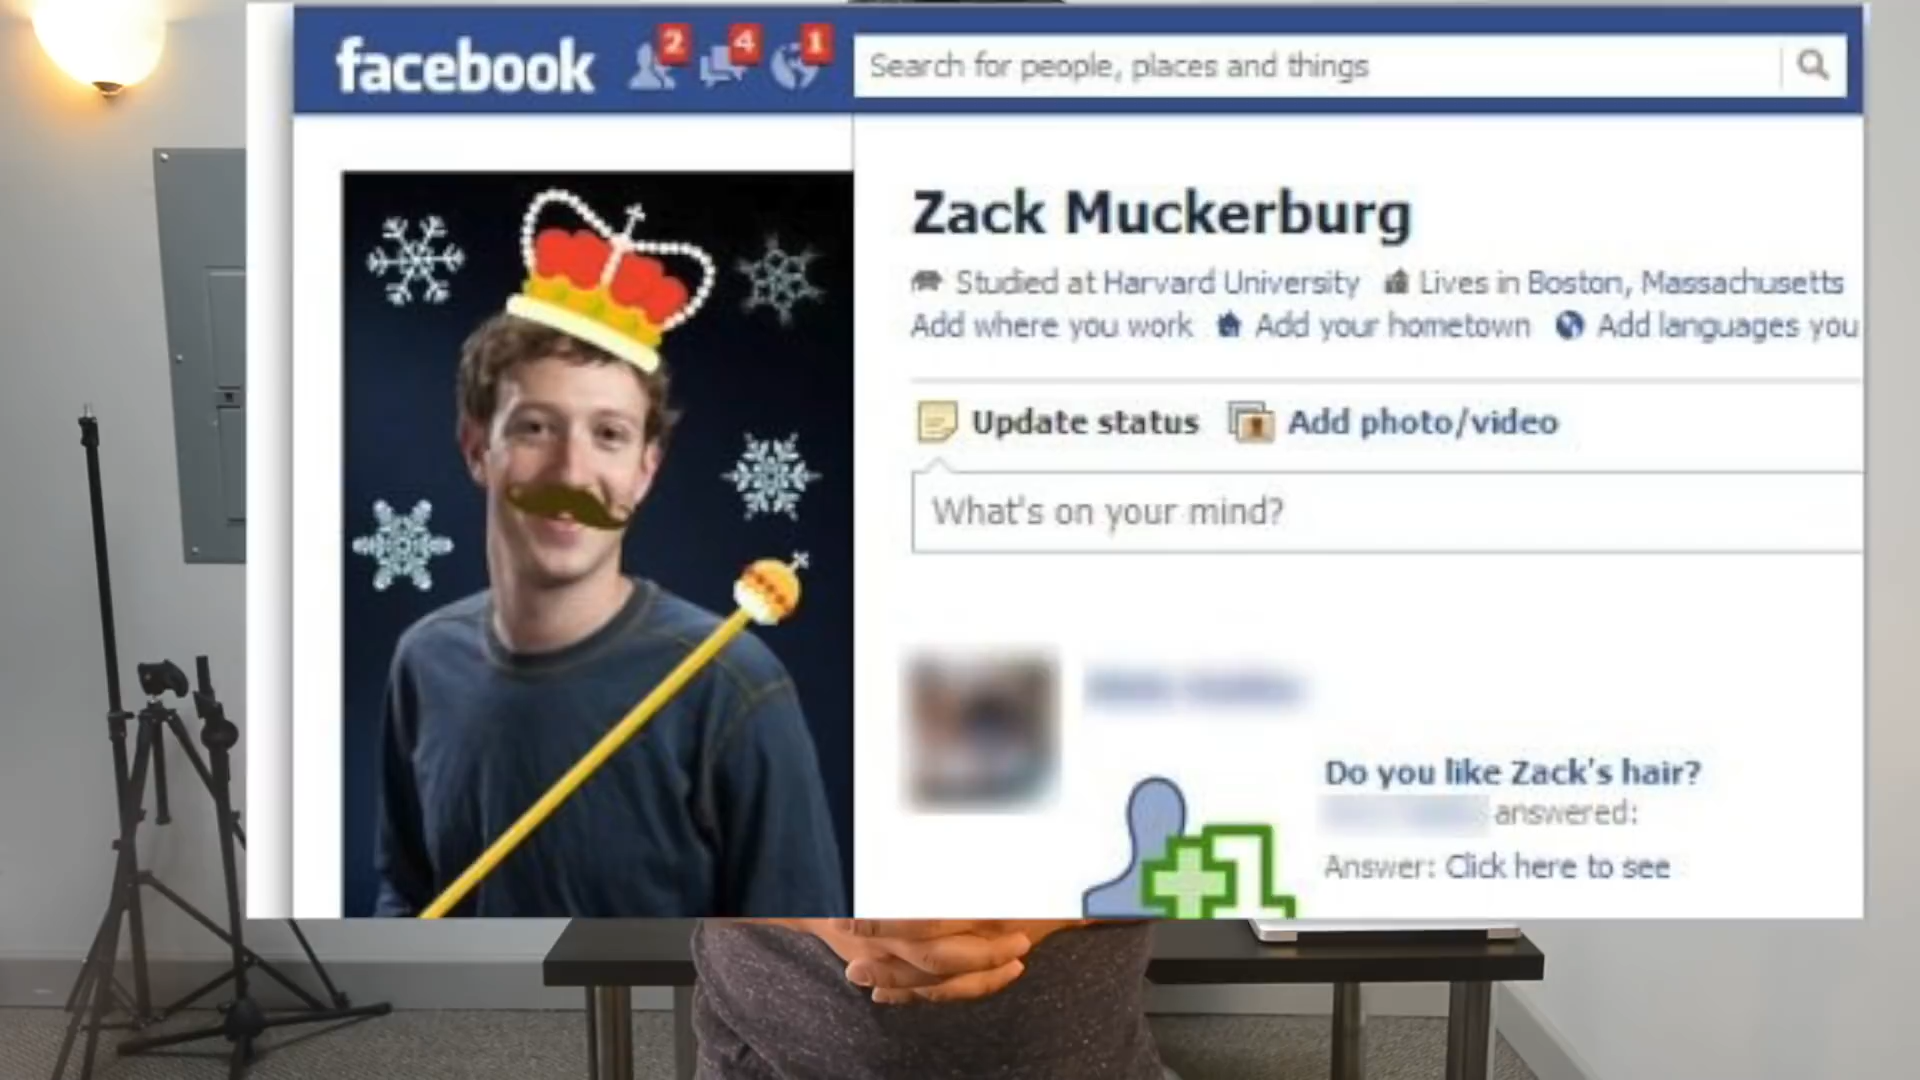 facebook 2 4 1 Search for people, places and things
Zack Muckerburg
Studied at Harvard University Lives in Boston, Massachusetts
Add where you work Add your hometown Add languages you
Update status Add photo/video
What's on your mind?
Do you like Zack's hair?
answered:
Answer: Click here to see